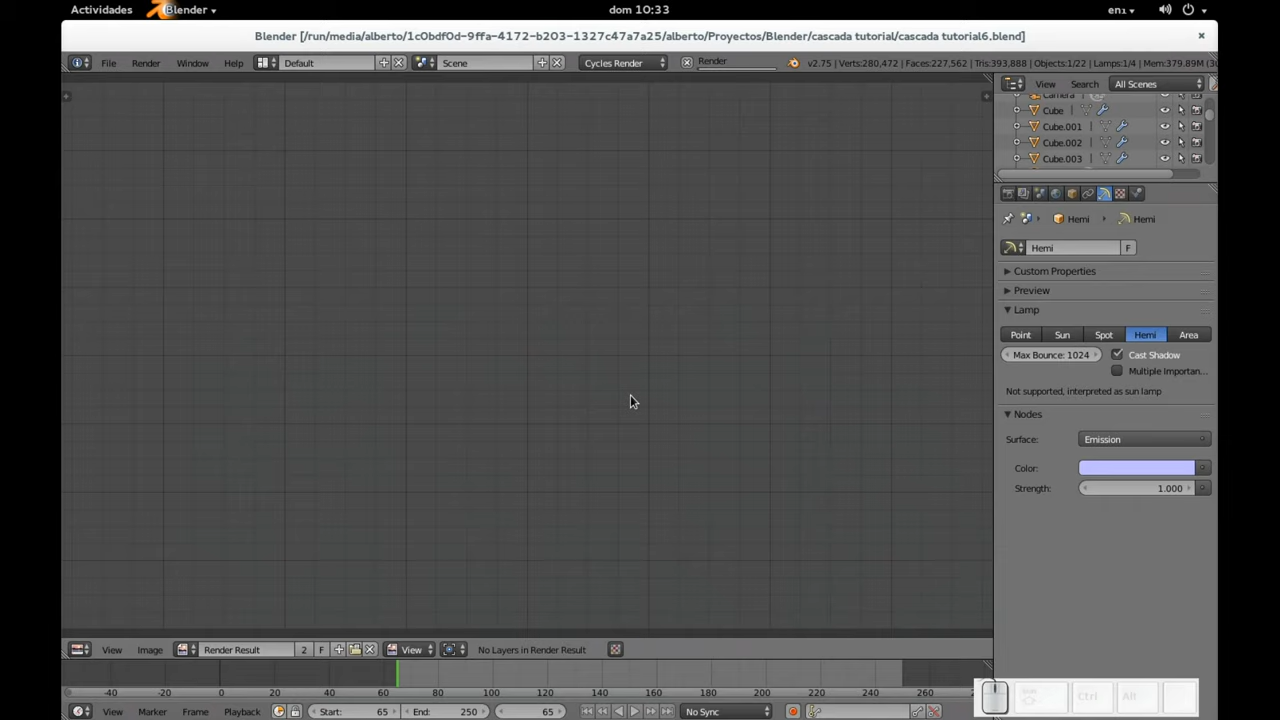 Actividades Blender dom 10:33 en1
Blender [/run/media/alberto/1c0bdf0d-9ffa-4172-b203-1327c47a7a25/alberto/Proyectos/Blender/cascada tutorial/cascada tutorial6.blend]
File Render Window Help Default Scene Cycles Render Render v2.75 | Verts:280,472 | Faces:227,562 | Tris:393,888 | Objects:1/22 | Lamps:1/4 | Mem:379.89M
View Search All Scenes
Camera
Cube
Cube.001
Cube.002
Cube.003
Hemi Hemi
Hemi F
Custom Properties
Preview
Lamp
Point Sun Spot Hemi Area
Max Bounce: 1024 Cast Shadow
Multiple Importan...
Not supported, interpreted as sun lamp
Nodes
Surface: Emission
Color:
Strength: 1.000
View Image Render Result 2 F View No Layers in Render Result
-40 -20 0 20 40 60 80 100 120 140 160 180 200 220 240 260
View Marker Frame Playback Start: 65 End: 250 65 No Sync
Ctrl Alt